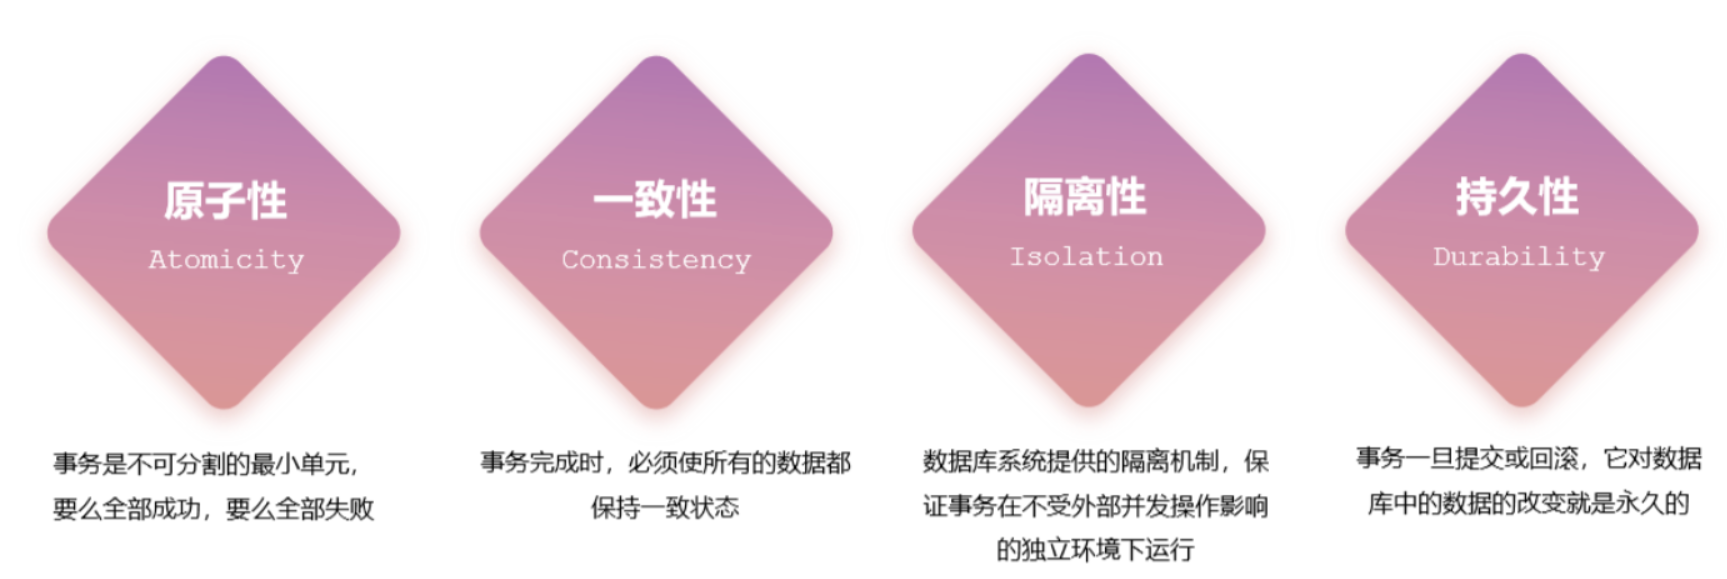 原子性
Atomicity
事务是不可分割的最小单元，
要么全部成功，要么全部失败
一致性
Consistency
事务完成时，必须使所有的数据都
保持一致状态
隔离性
Isolation
数据库系统提供的隔离机制，保
证事务在不受外部并发操作影响
的独立环境下运行
持久性
Durability
事务一旦提交或回滚，它对数据
库中的数据的改变就是永久的